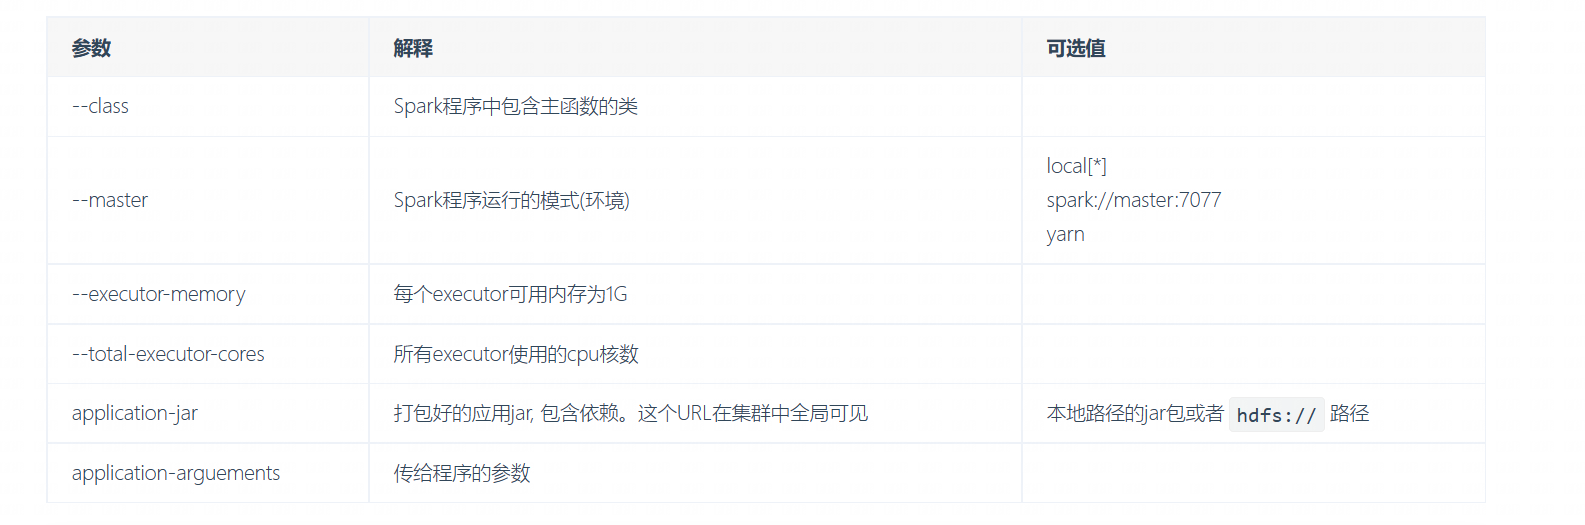 参数 解释 可选值
--class Spark程序中包含主函数的类
local[*]
--master Spark程序运行的模式(环境) spark://master:7077
yarn
--executor-memory 每个executor可用内存为1G
--total-executor-cores 所有executor使用的cpu核数
application-jar 打包好的应用jar, 包含依赖。这个URL在集群中全局可见 本地路径的jar包或者 hdfs:// 路径
application-arguements 传给程序的参数